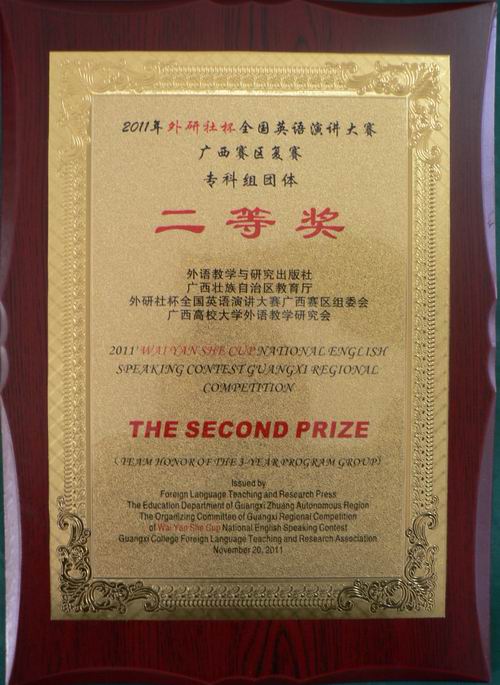 2011年外研社杯全国英语演讲大赛
广西赛区复赛
专科组团体
二等奖
外语教学与研究出版社
广西壮族自治区教育厅
外研社杯全国英语演讲大赛广西赛区组委会
广西高校大学外语教学研究会
2011' WAI YAN SHE CUP NATIONAL ENGLISH
SPEAKING CONTEST GUANGXI REGIONAL
COMPETITION
THE SECOND PRIZE
(TEAM HONOR OF THE 3-YEAR PROGRAM GROUP)
Issued by
Foreign Language Teaching and Research Press
The Education Department of Guangxi Zhuang Autonomous Region
The Organizing Committee of Guangxi Regional Competition
of Wai Yan She Cup National English Speaking Contest
Guangxi College Foreign Language Teaching and Research Association
November 20, 2011